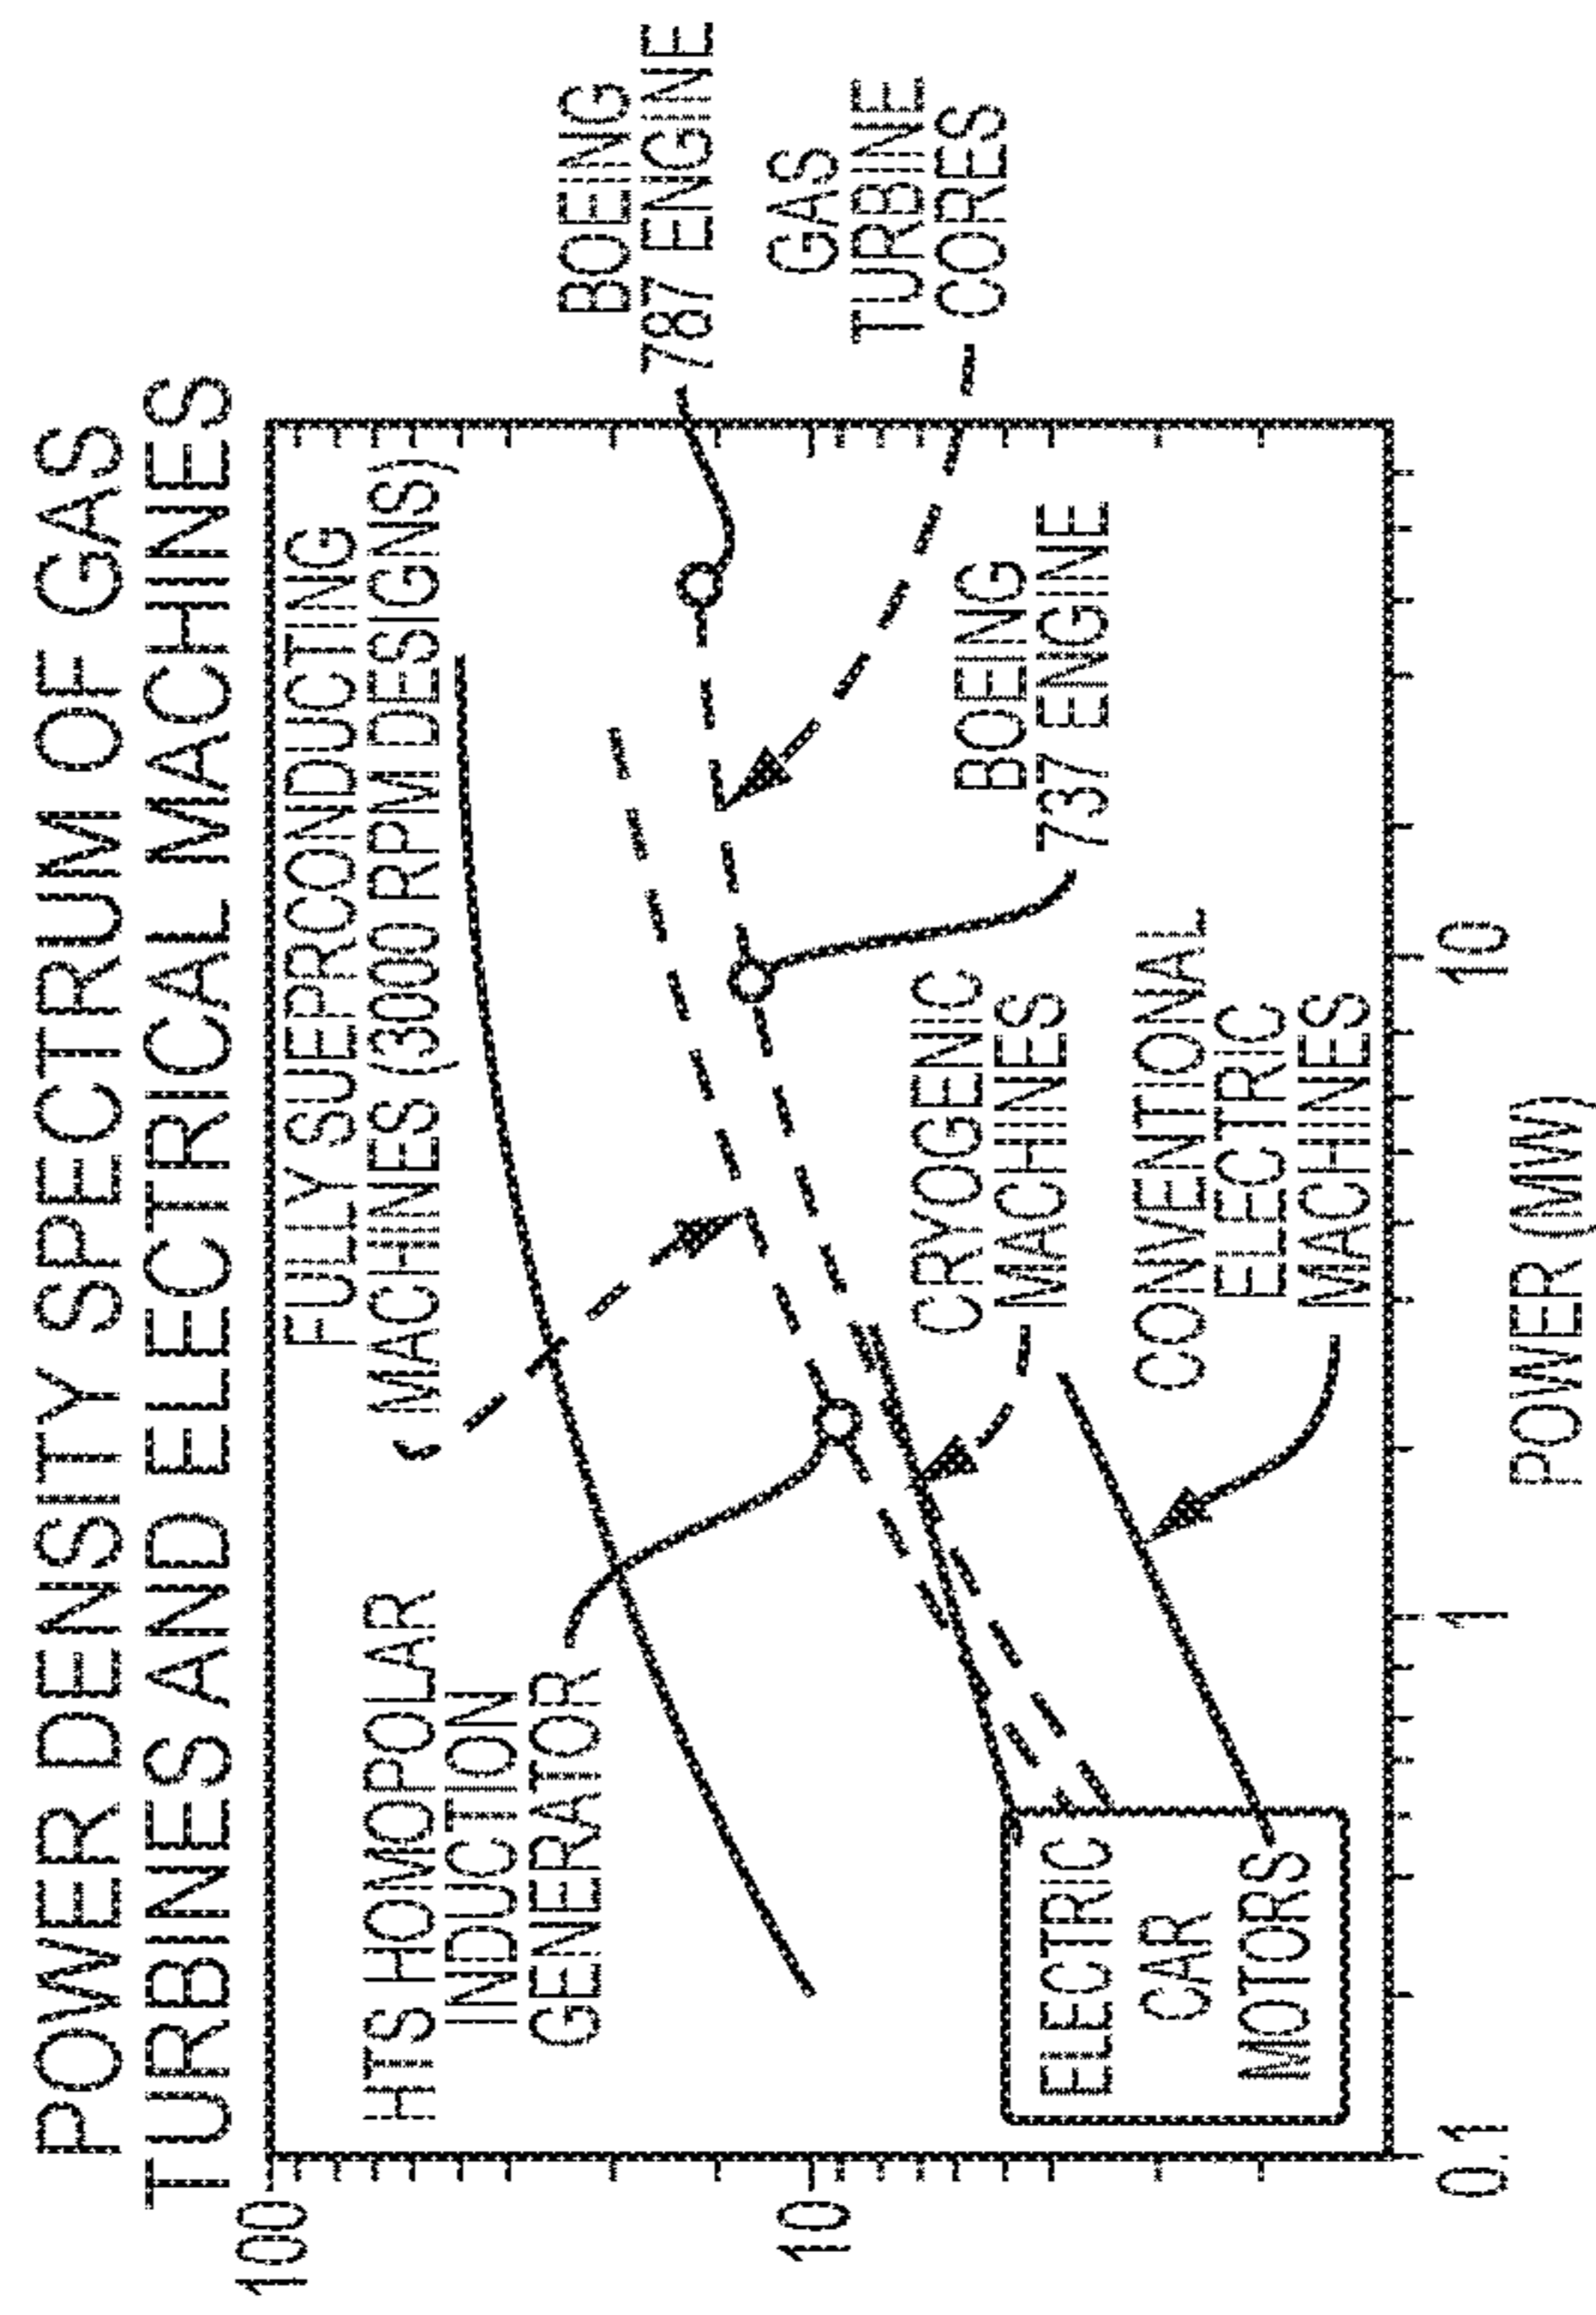 POWER DENSITY SPECTRUM OF GAS
TURBINES AND ELECTRICAL MACHINES
100
10
FULLY SUEPRCONDUCTING
MACHINES (3000 RPM DESIGNS)
HTS HOMOPOLAR
INDUCTION
GENERATOR
BOEING
787 ENGINE
GAS
TURBINE
CORES
BOEING
737 ENGINE
CRYOGENIC
MACHINES
CONVENTIONAL
ELECTRIC
MACHINES
ELECTRIC
CAR
MOTORS
0.1
1
10
POWER (MW)